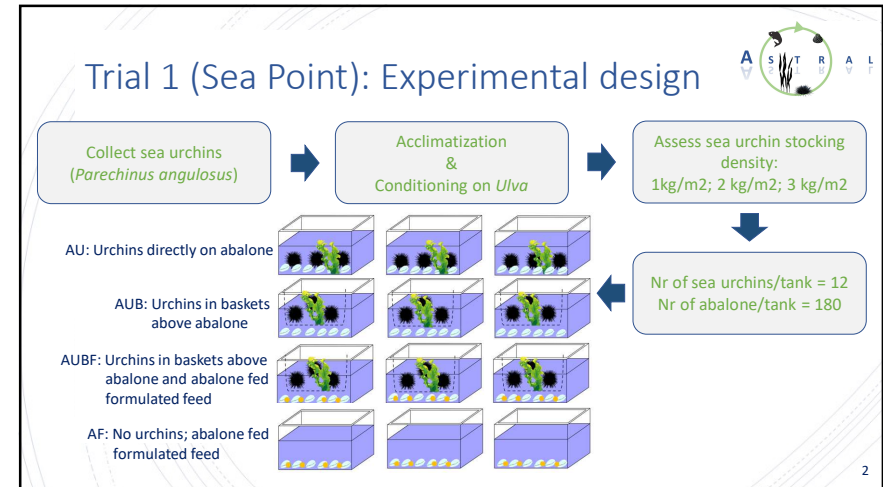 Trial 1 (Sea Point): Experimental design
A S T R A L
Collect sea urchins
(Parechinus angulosus)
Acclimatization
&
Conditioning on Ulva
Assess sea urchin stocking
density:
1kg/m2; 2 kg/m2; 3 kg/m2
AU: Urchins directly on abalone
AUB: Urchins in baskets
above abalone
AUBF: Urchins in baskets above
abalone and abalone fed
formulated feed
AF: No urchins; abalone fed
formulated feed
Nr of sea urchins/tank = 12
Nr of abalone/tank = 180
2